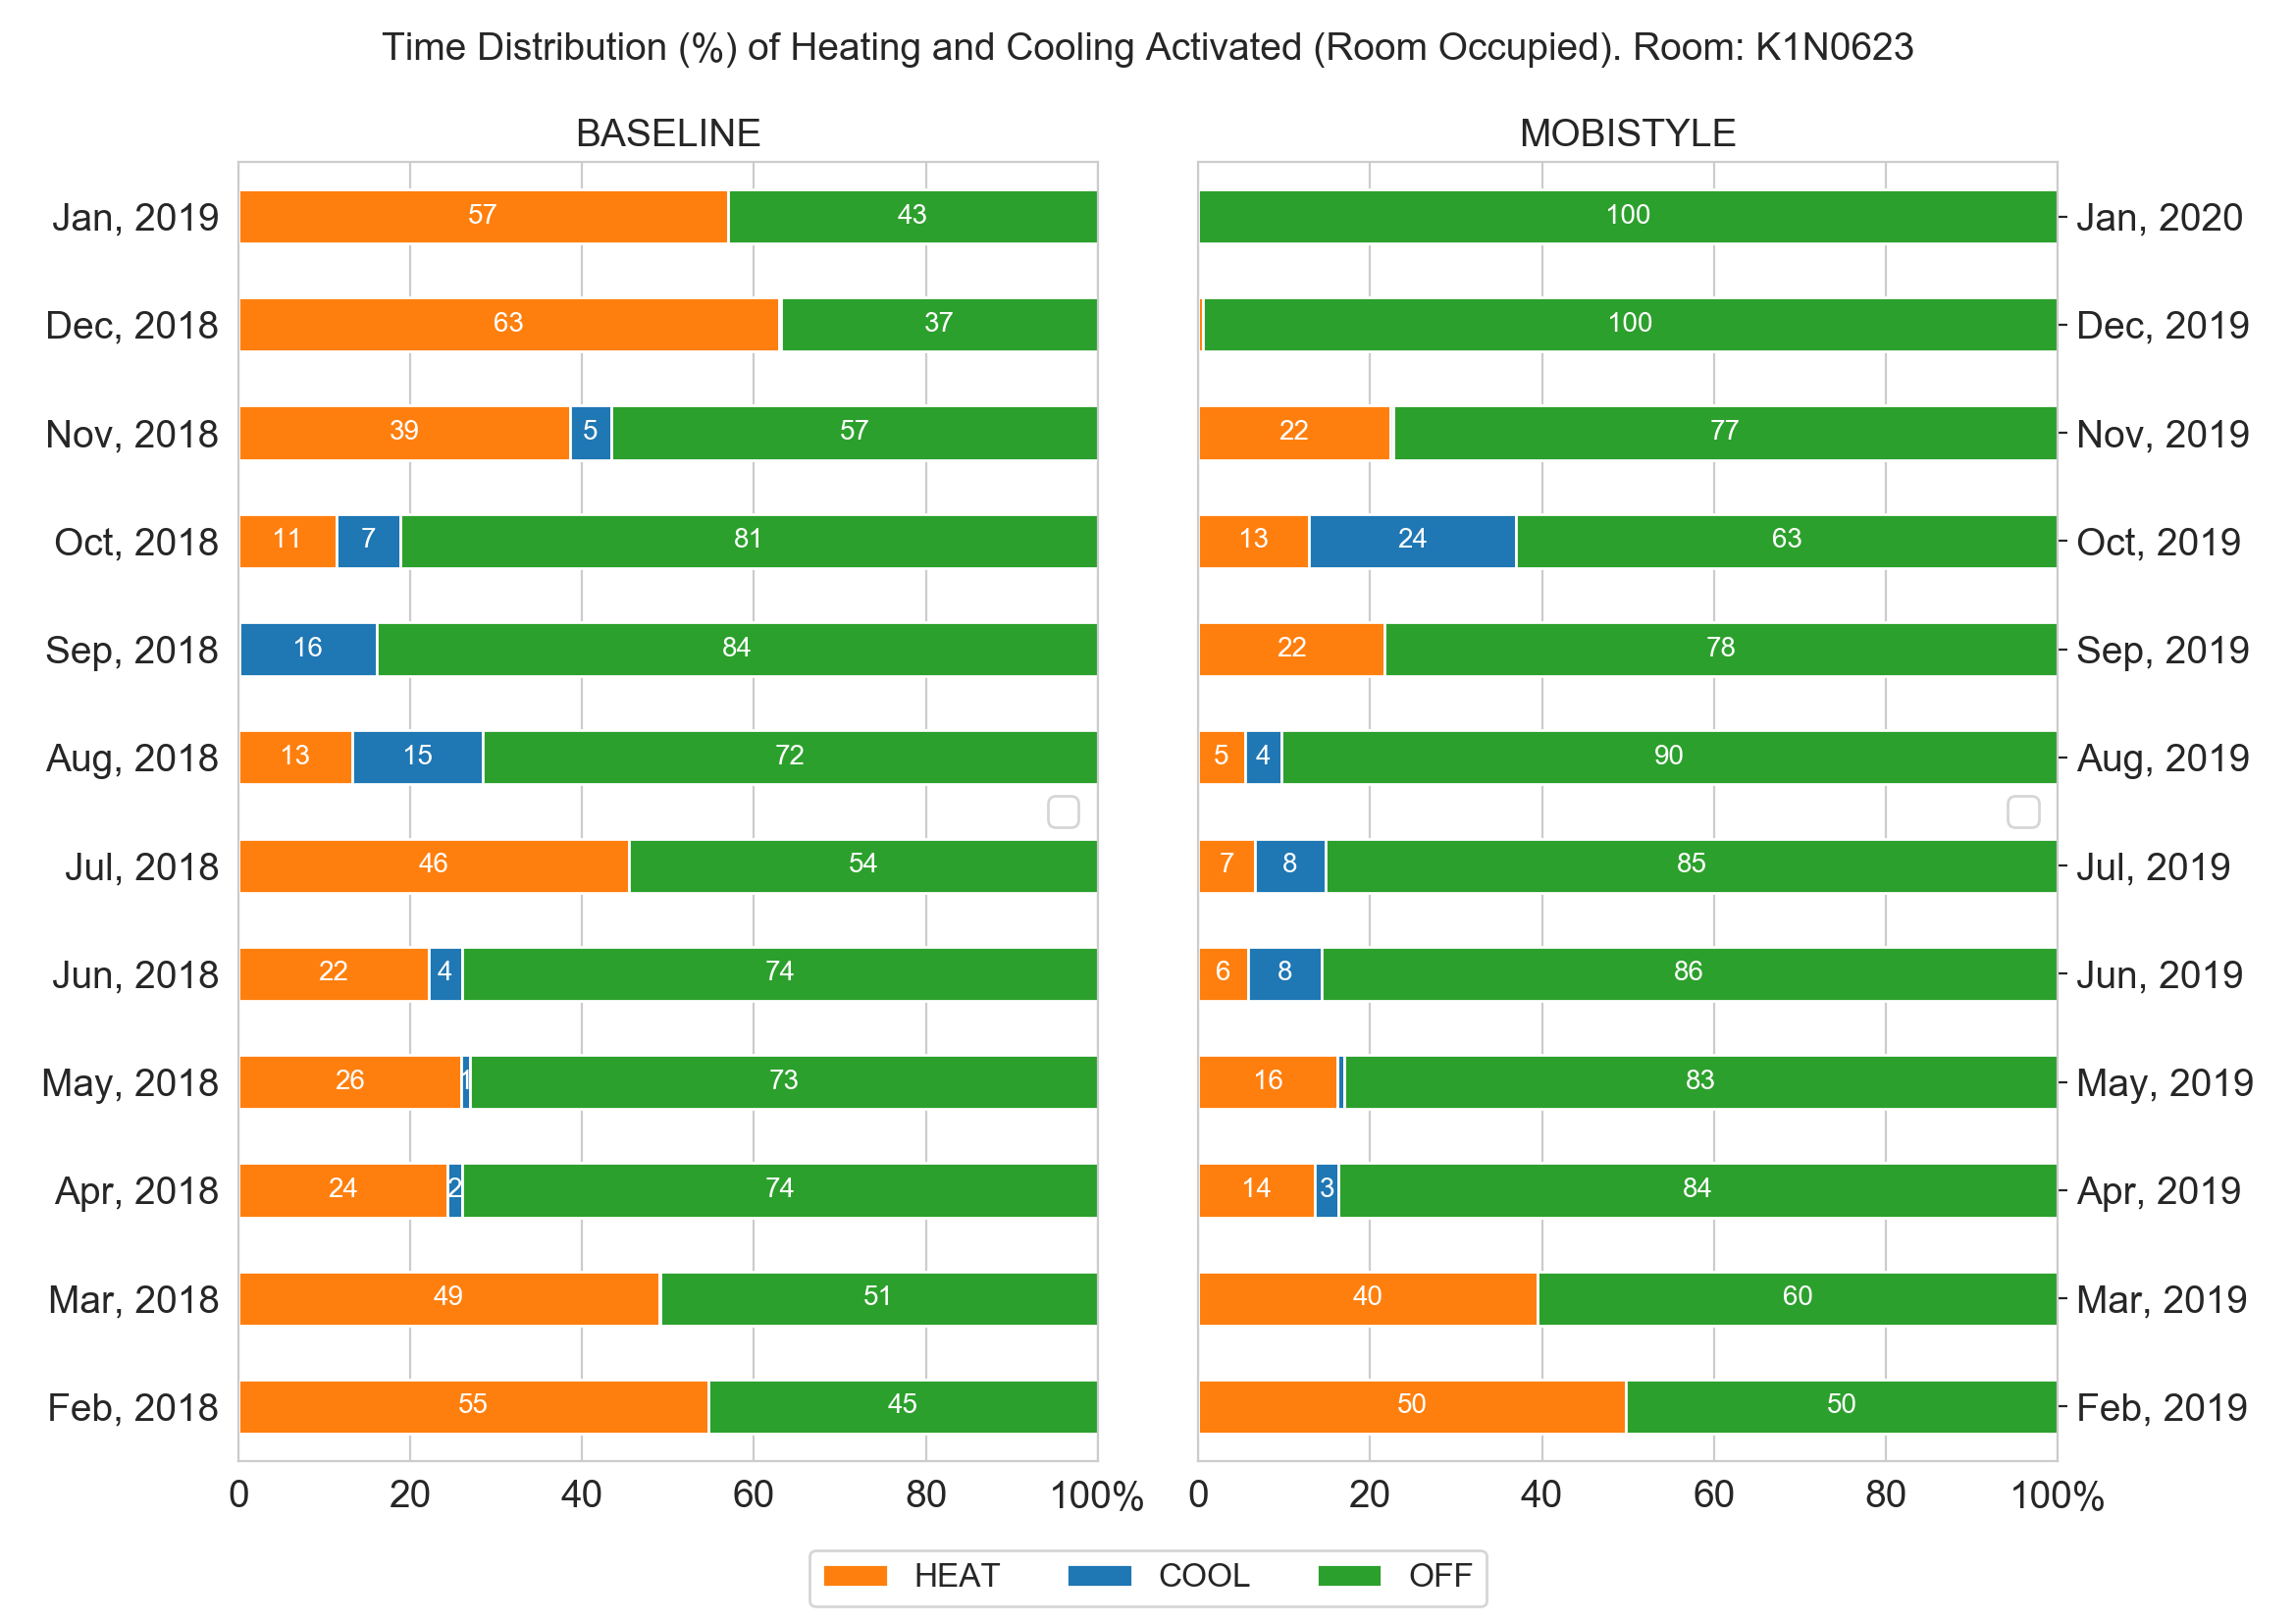 Time Distribution (%) of Heating and Cooling Activated (Room Occupied). Room: K1N0623
BASELINE MOBISTYLE
Jan, 2019 57 43 100 Jan, 2020
Dec, 2018 63 37 100 Dec, 2019
Nov, 2018 39 5 57 22 77 Nov, 2019
Oct, 2018 11 7 81 13 24 63 Oct, 2019
Sep, 2018 16 84 22 78 Sep, 2019
Aug, 2018 13 15 72 5 4 90 Aug, 2019
Jul, 2018 46 54 7 8 85 Jul, 2019
Jun, 2018 22 4 74 6 8 86 Jun, 2019
May, 2018 26 1 73 16 83 May, 2019
Apr, 2018 24 2 74 14 3 84 Apr, 2019
Mar, 2018 49 51 40 60 Mar, 2019
Feb, 2018 55 45 50 50 Feb, 2019
0 20 40 60 80 100% 0 20 40 60 80 100%
HEAT COOL OFF